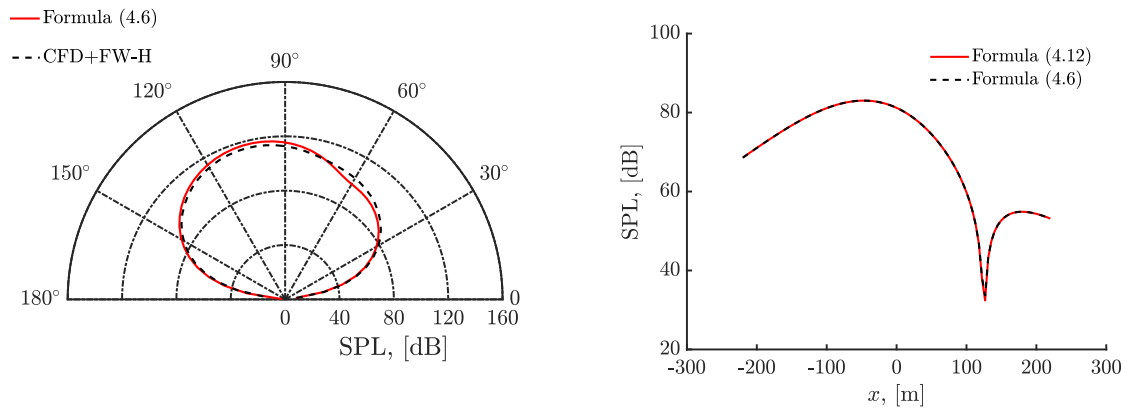 Formula (4.6)
CFD+FW-H
90°
120°
60°
150°
30°
180°
0
0 40 80 120 160
SPL, [dB]
100
80
60
40
20
SPL, [dB]
Formula (4.12)
Formula (4.6)
-300 -200 -100 0 100 200 300
x, [m]